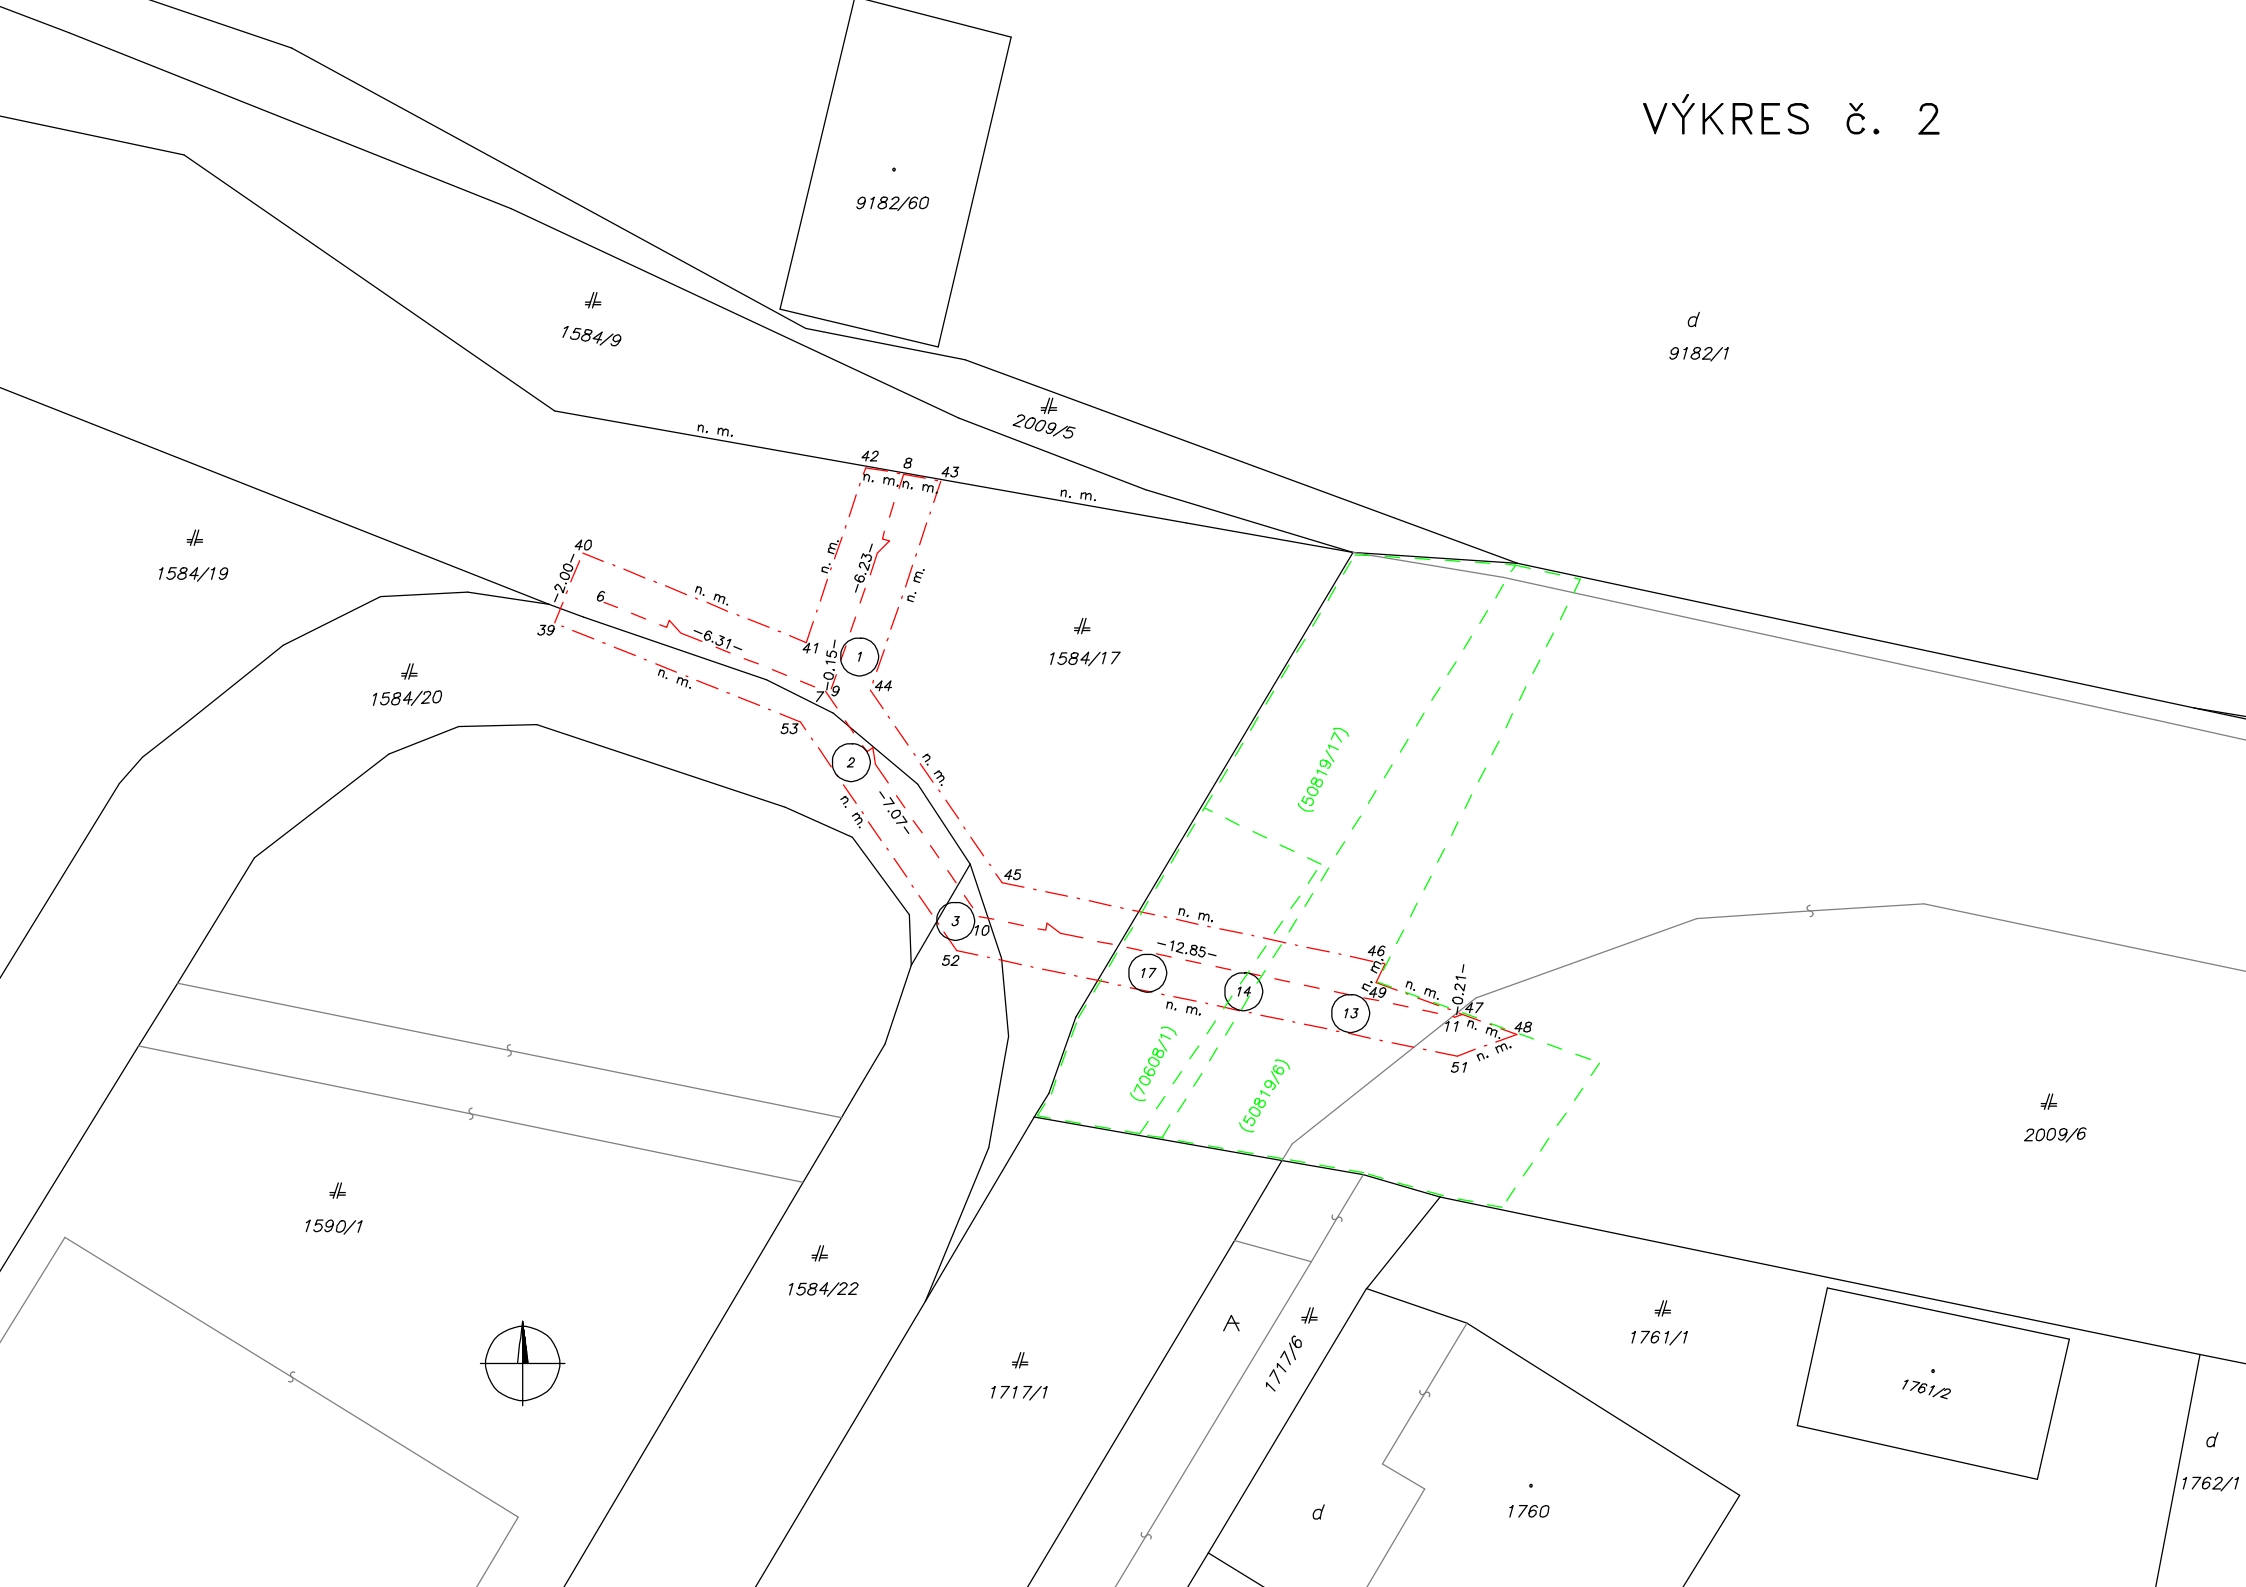 VÝKRES č. 2
9182/60
d
9182/1
1584/9
2009/5
n. m.
42
8
43
n. m.
n. m.
n. m.
1584/19
40
-2.00-
6
39
n. m.
n. m.
-6.23-
n. m.
-6.31-
41
-0.15-
1
1584/17
7
9
44
n. m.
53
1584/20
2
n. m.
n. m.
-7.07-
(50819/17)
45
3
10
52
n. m.
-12.85-
46
n. m.
17
14
13
49
n. m.
-0.21-
47
11
48
n. m.
n. m.
51
n. m.
(70608/1)
(50819/6)
2009/6
1590/1
1584/22
1717/1
1717/6
1761/1
1761/2
d
1762/1
d
1760